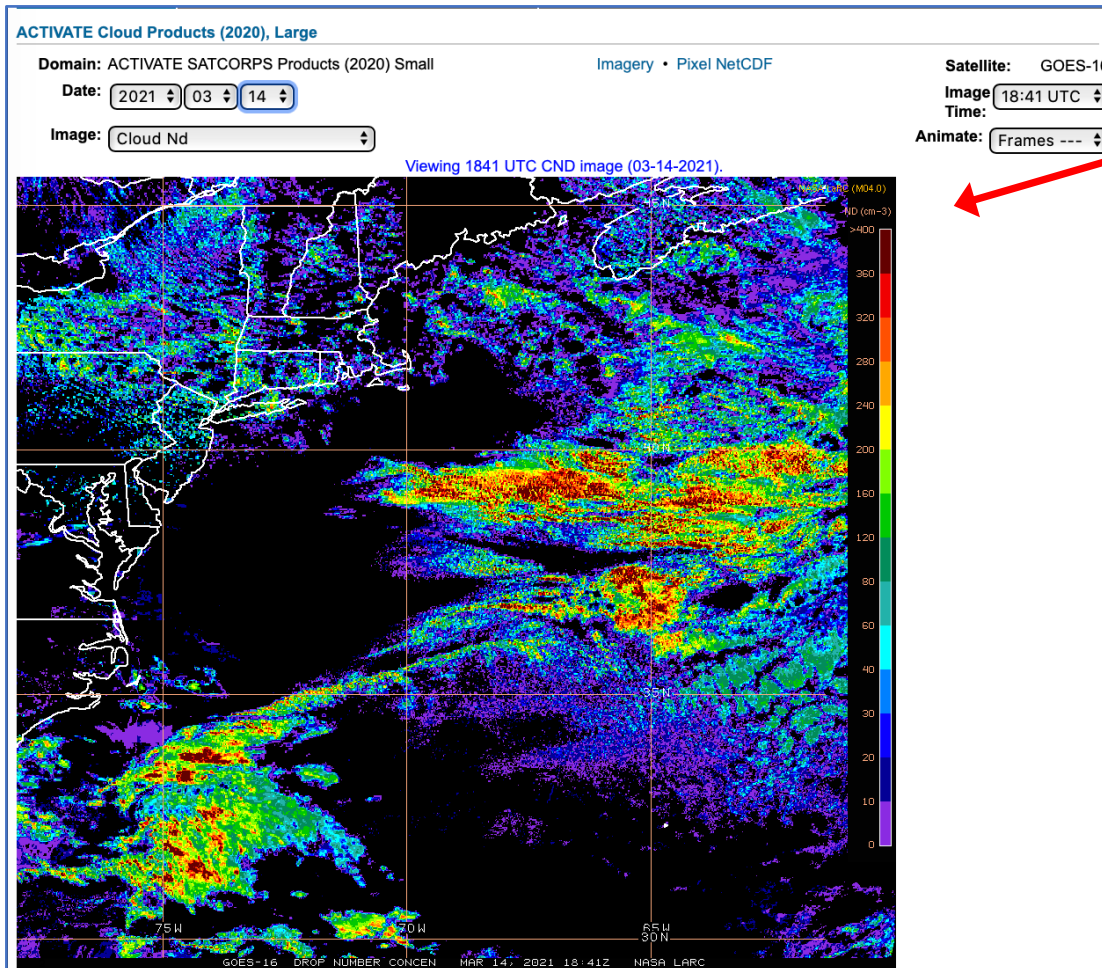 ACTIVATE Cloud Products (2020), Large
Domain: ACTIVATE SATCORPS Products (2020) Small
Imagery • Pixel NetCDF
Satellite: GOES-16
Date: 2021 03 14
Image Time: 18:41 UTC
Image: Cloud Nd
Animate: Frames ---
Viewing 1841 UTC CND image (03-14-2021).
NASA LaRC (M04.0)
ND (cm-3)
>400
360
320
280
240
200
160
120
80
60
40
30
20
10
0
45N
40N
35N
75W
70W
65W
30N
GOES-16 DROP NUMBER CONCEN MAR 14, 2021 18:41Z NASA LARC